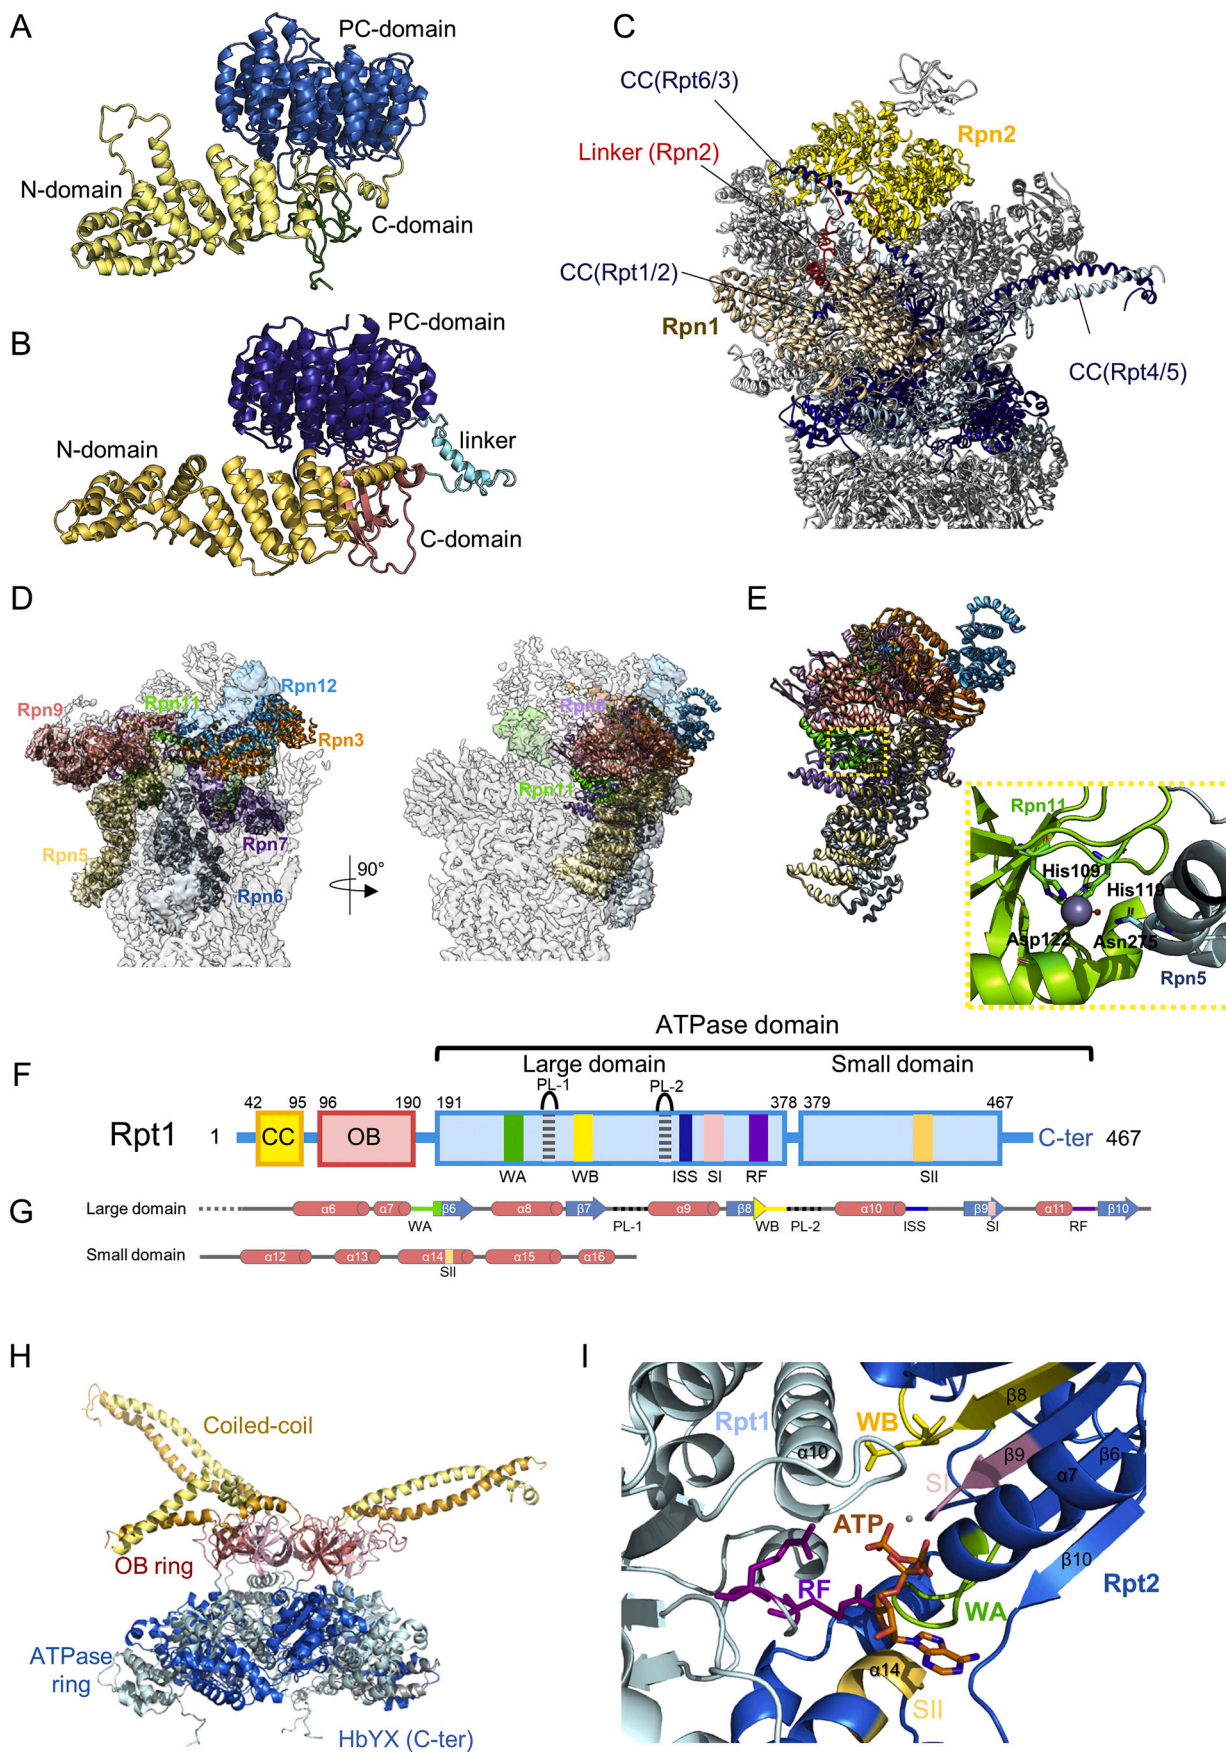 A
PC-domain
N-domain
C-domain
B
PC-domain
N-domain
linker
C-domain
C
CC(Rpt6/3)
Rpn2
Linker (Rpn2)
CC(Rpt1/2)
Rpn1
CC(Rpt4/5)
D
Rpn9
Rpn11
Rpn12
Rpn3
Rpn5
Rpn7
Rpn6
90°
Rpn8
Rpn11
E
Rpn11
His109
His119
Asp122
Asn275
Rpn5
ATPase domain
F
Large domain
Small domain
PL-1
PL-2
42 95 96 190 191 378 379 467
Rpt1 1 CC OB C-ter 467
WA WB ISS SI RF SII
G
Large domain α6 α7 β6 α8 β7 α9 β8 α10 β9 α11 β10
WA PL-1 WB PL-2 ISS SI RF
Small domain α12 α13 α14 α15 α16
SII
H
Coiled-coil
OB ring
ATPase
ring
HbYX (C-ter)
I
Rpt1
WB
β8
α10
β9
β6
SI
α7
ATP
β10
RF
Rpt2
WA
α14
SII